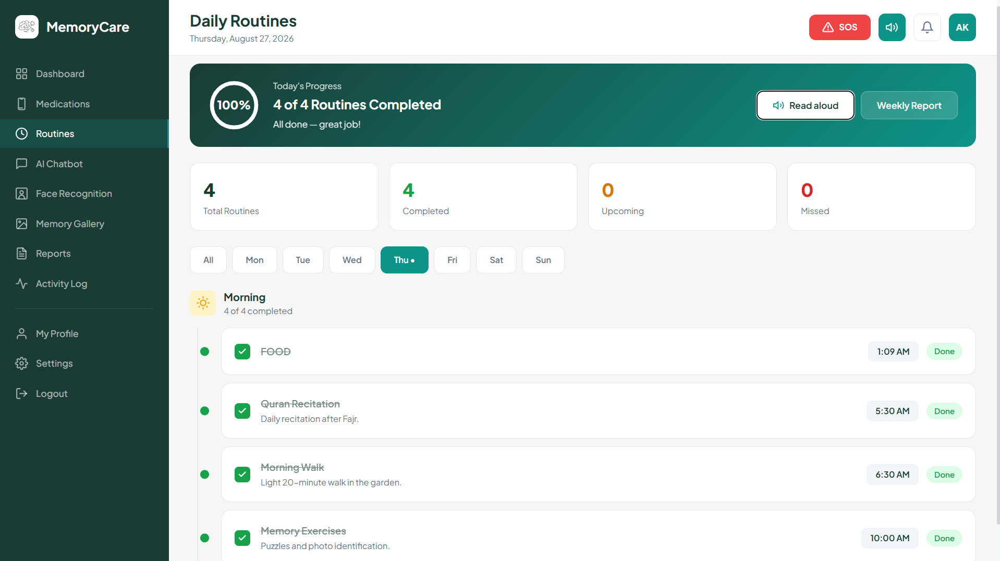 MemoryCare
Dashboard
Medications
Routines
AI Chatbot
Face Recognition
Memory Gallery
Reports
Activity Log
My Profile
Settings
Logout
Daily Routines
Thursday, August 27, 2026
SOS
AK
100%
Today's Progress
4 of 4 Routines Completed
All done — great job!
Read aloud
Weekly Report
4
Total Routines
4
Completed
0
Upcoming
0
Missed
All Mon Tue Wed Thu • Fri Sat Sun
Morning
4 of 4 completed
FOOD
1:09 AM Done
Quran Recitation
Daily recitation after Fajr.
5:30 AM Done
Morning Walk
Light 20-minute walk in the garden.
6:30 AM Done
Memory Exercises
Puzzles and photo identification.
10:00 AM Done